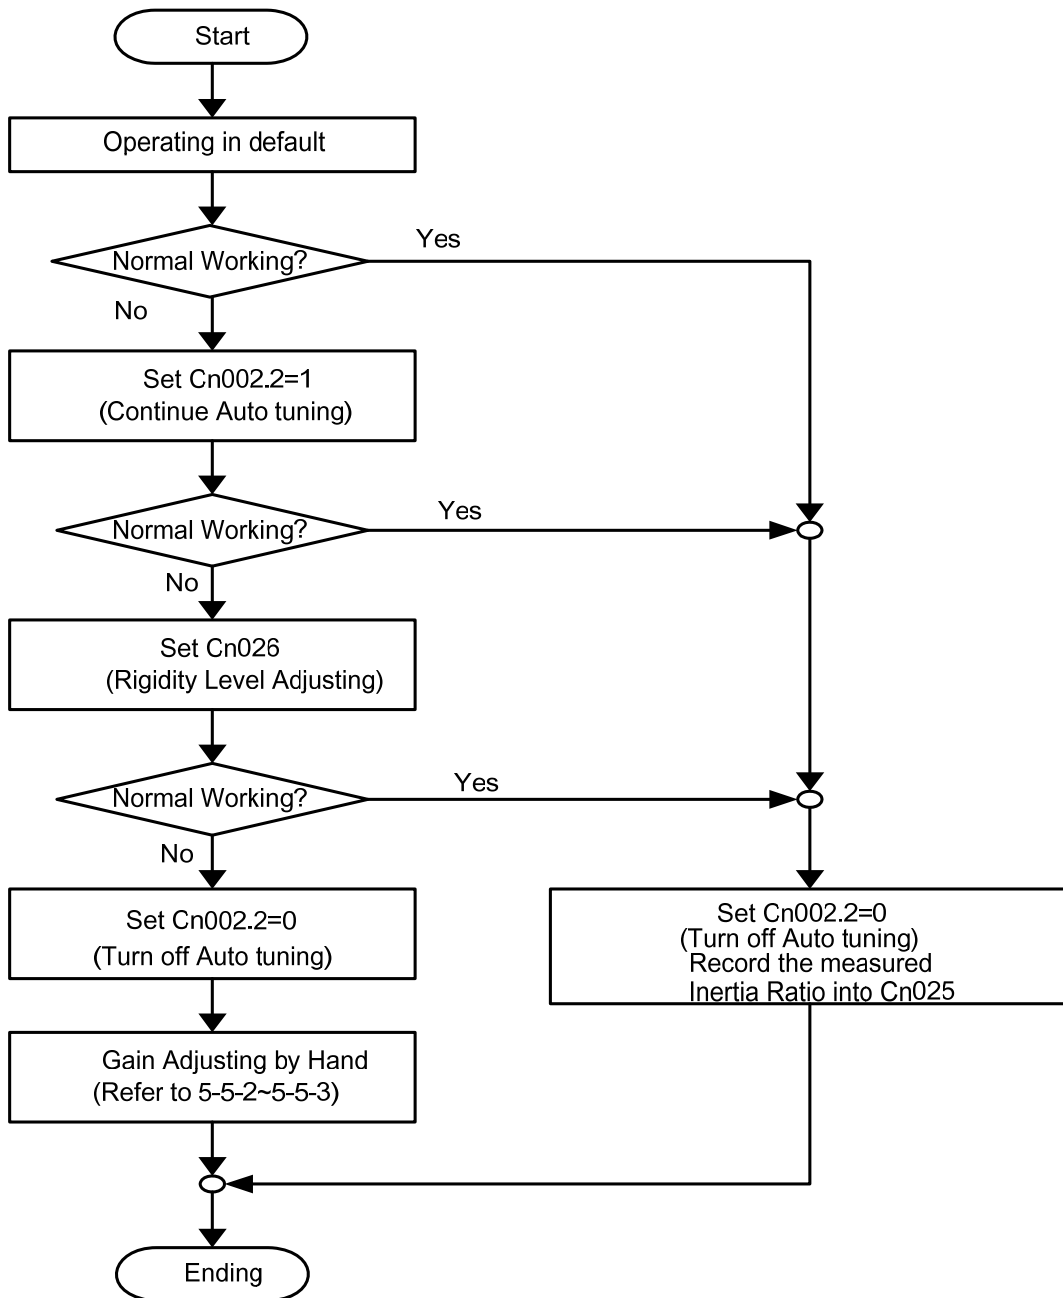 Start
Operating in default
Normal Working?
Yes
No
Set Cn002.2=1
(Continue Auto tuning)
Normal Working?
Yes
No
Set Cn026
(Rigidity Level Adjusting)
Normal Working?
Yes
No
Set Cn002.2=0
(Turn off Auto tuning)
Set Cn002.2=0
(Turn off Auto tuning)
Record the measured
Inertia Ratio into Cn025
Gain Adjusting by Hand
(Refer to 5-5-2~5-5-3)
Ending